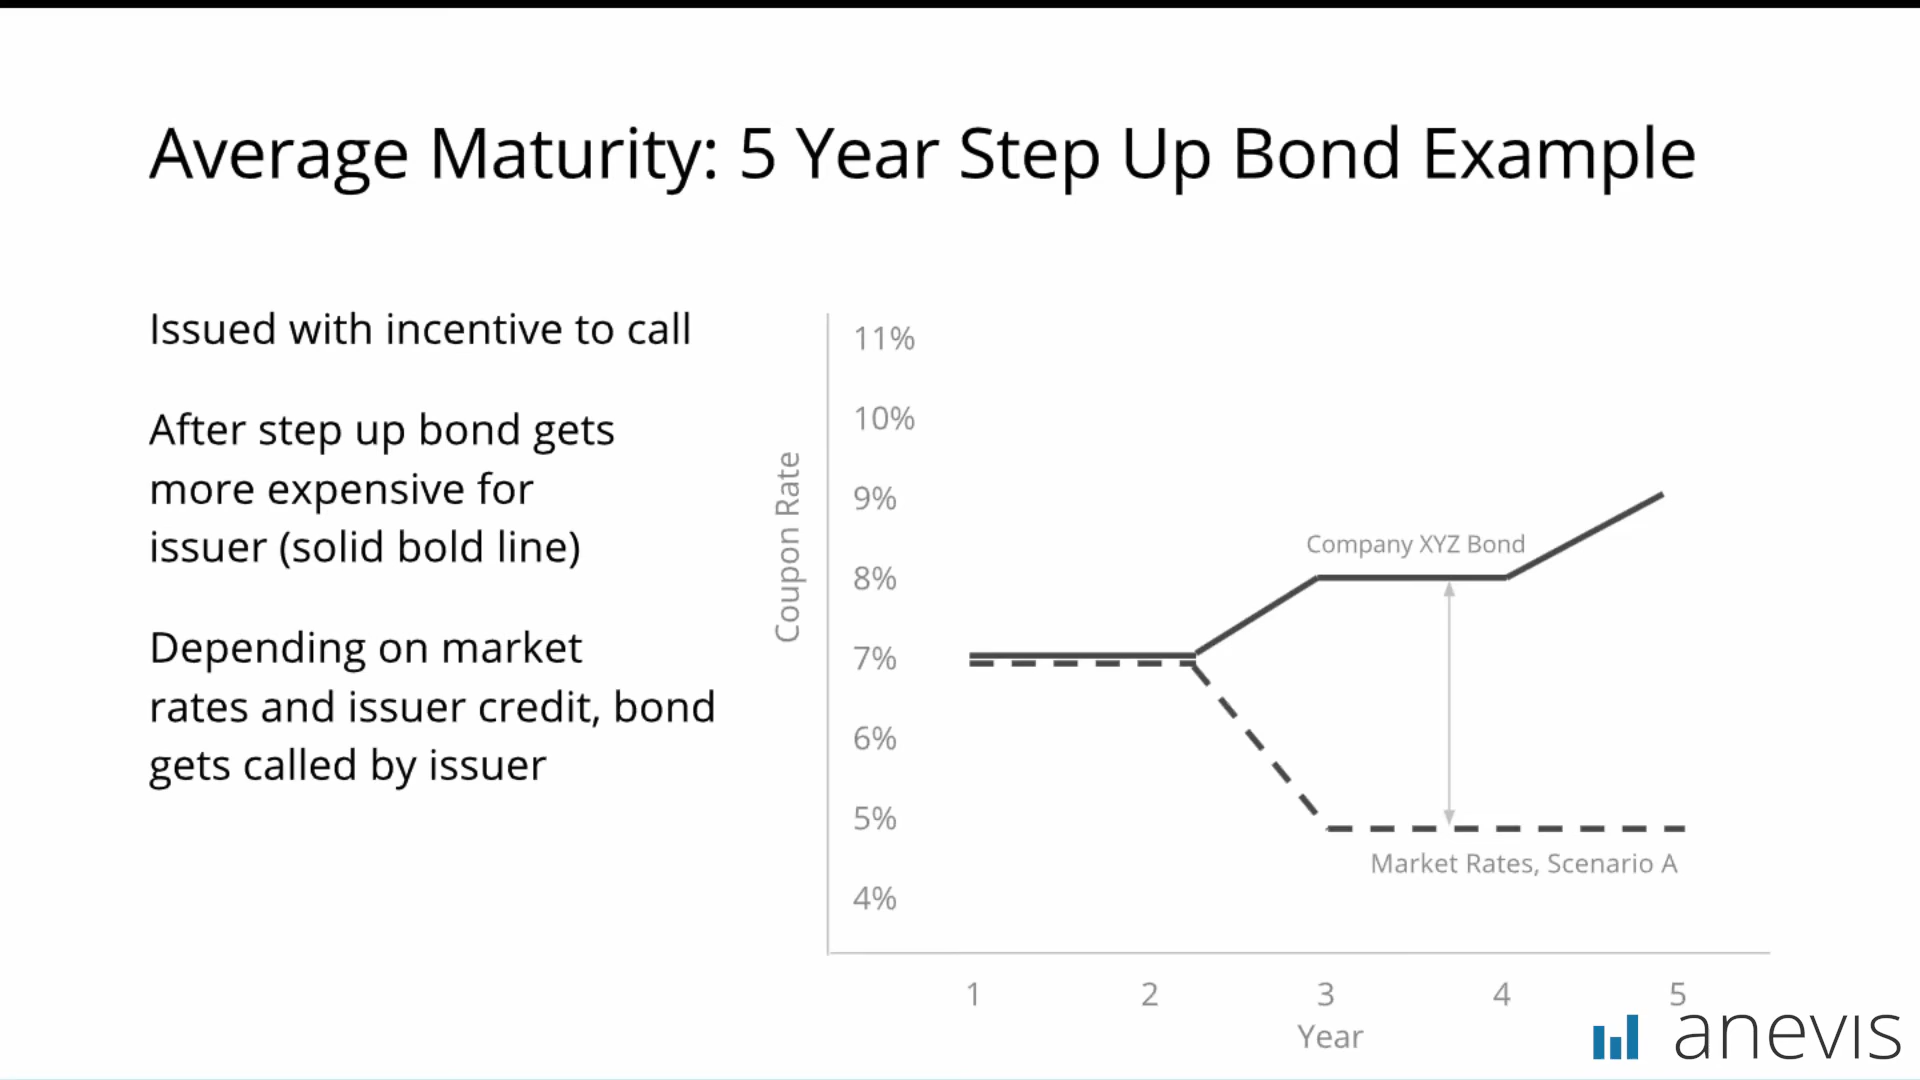 Average Maturity: 5 Year Step Up Bond Example
Issued with incentive to call
After step up bond gets
more expensive for
issuer (solid bold line)
Depending on market
rates and issuer credit, bond
gets called by issuer
Coupon Rate
11%
10%
9%
8%
7%
6%
5%
4%
Company XYZ Bond
Market Rates, Scenario A
1 2 3 4 5
Year
anevis